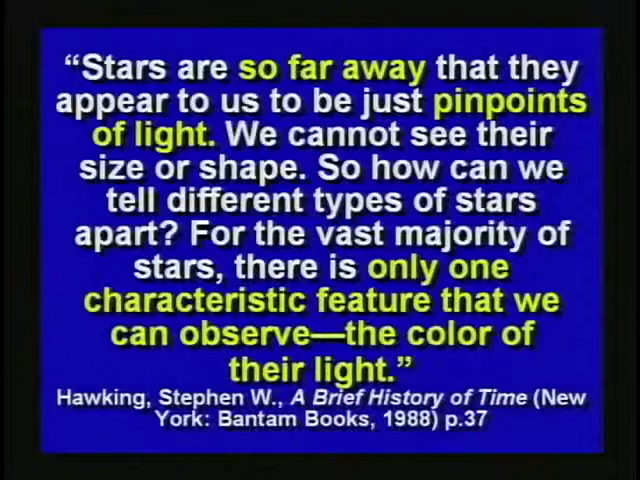 “Stars are so far away that they
appear to us to be just pinpoints
of light. We cannot see their
size or shape. So how can we
tell different types of stars
apart? For the vast majority of
stars, there is only one
characteristic feature that we
can observe—the color of
their light.”
Hawking, Stephen W., A Brief History of Time (New
York: Bantam Books, 1988) p.37